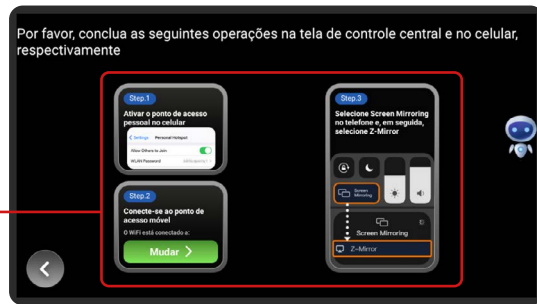 Por favor, conclua as seguintes operações na tela de controle central e no celular,
respectivamente
Step.1
Ativar o ponto de acesso
pessoal no celular
Settings
Personal Hotspot
Allow Others to Join
WLAN Password
Step.2
Conecte-se ao ponto de
acesso móvel
O WiFi está conectado a:
Mudar
Step.3
Selecione Screen Mirroring
no telefone e, em seguida,
selecione Z-Mirror
Screen
Mirroring
Screen Mirroring
Z-Mirror